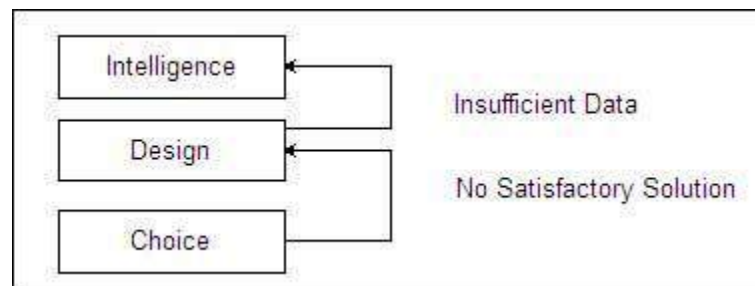 Intelligence
Insufficient Data
Design
No Satisfactory Solution
Choice